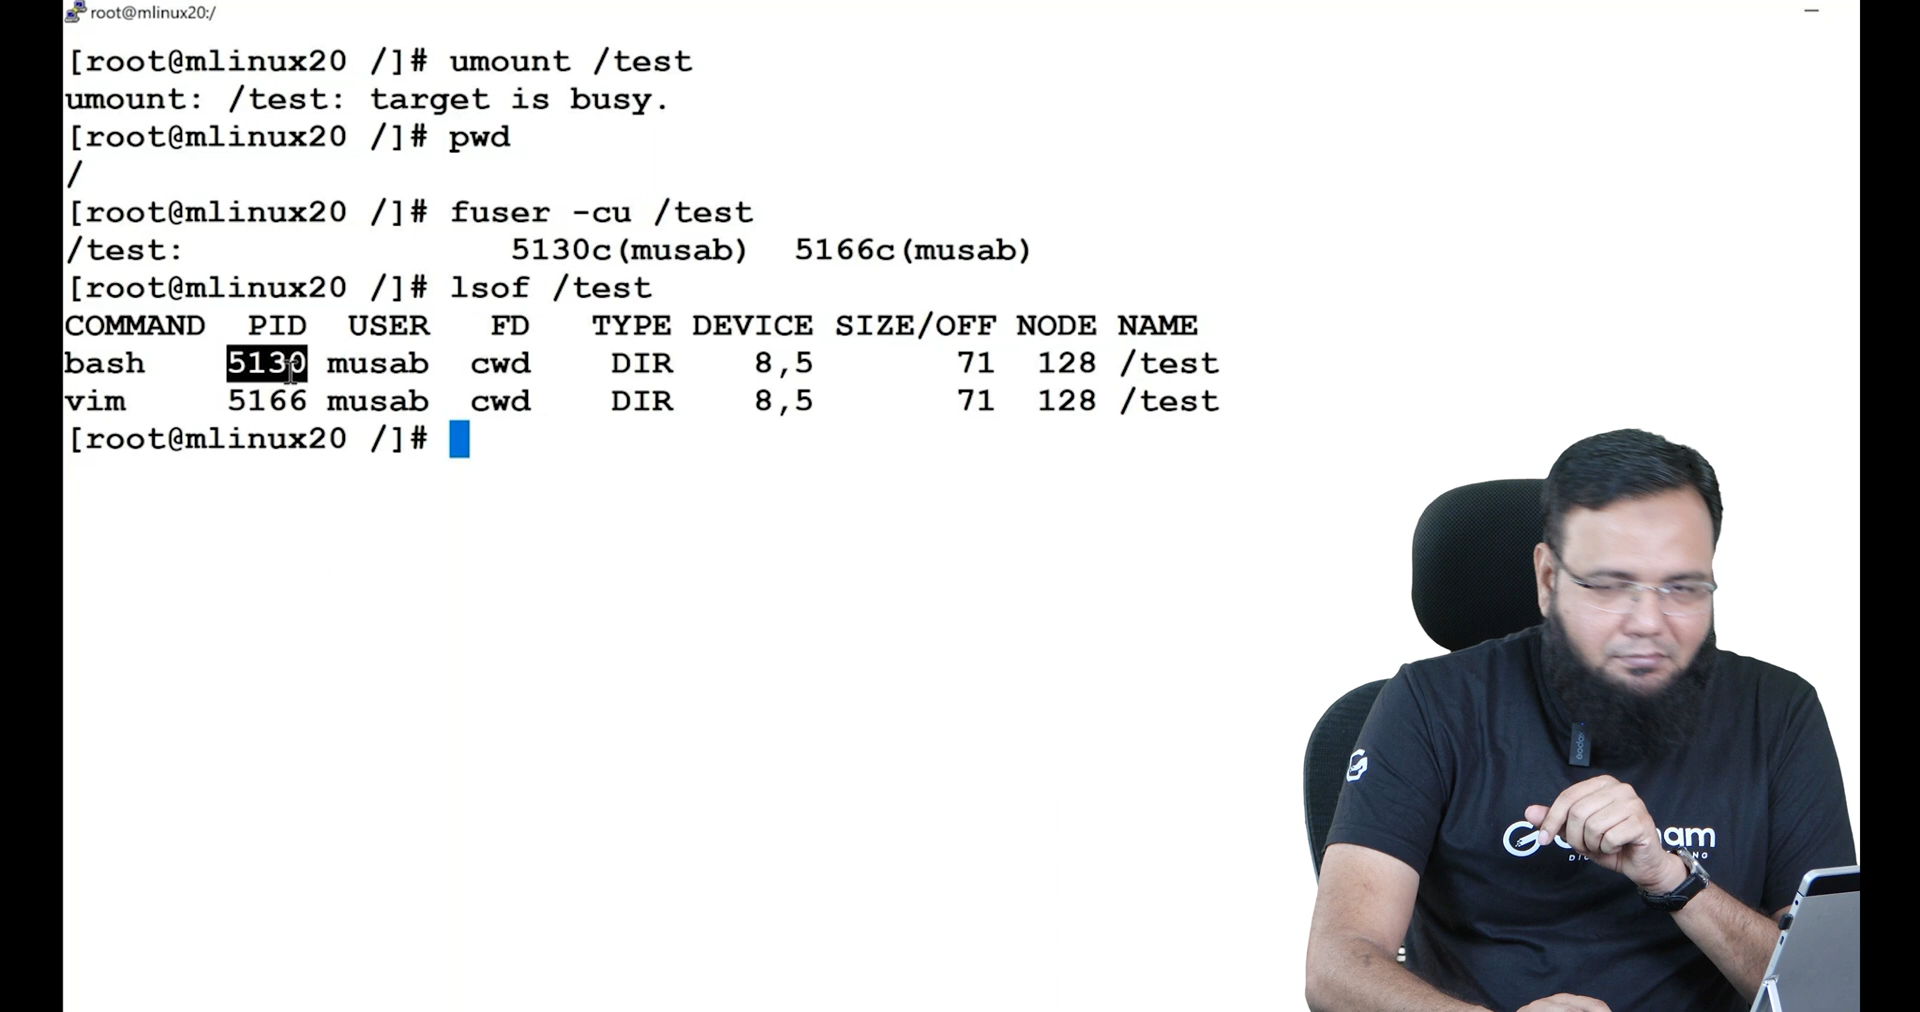 root@mlinux20:/
[root@mlinux20 /]# umount /test
umount: /test: target is busy.
[root@mlinux20 /]# pwd
/
[root@mlinux20 /]# fuser -cu /test
/test: 5130c(musab) 5166c(musab)
[root@mlinux20 /]# lsof /test
COMMAND PID USER FD TYPE DEVICE SIZE/OFF NODE NAME
bash 5130 musab cwd DIR 8,5 71 128 /test
vim 5166 musab cwd DIR 8,5 71 128 /test
[root@mlinux20 /]#